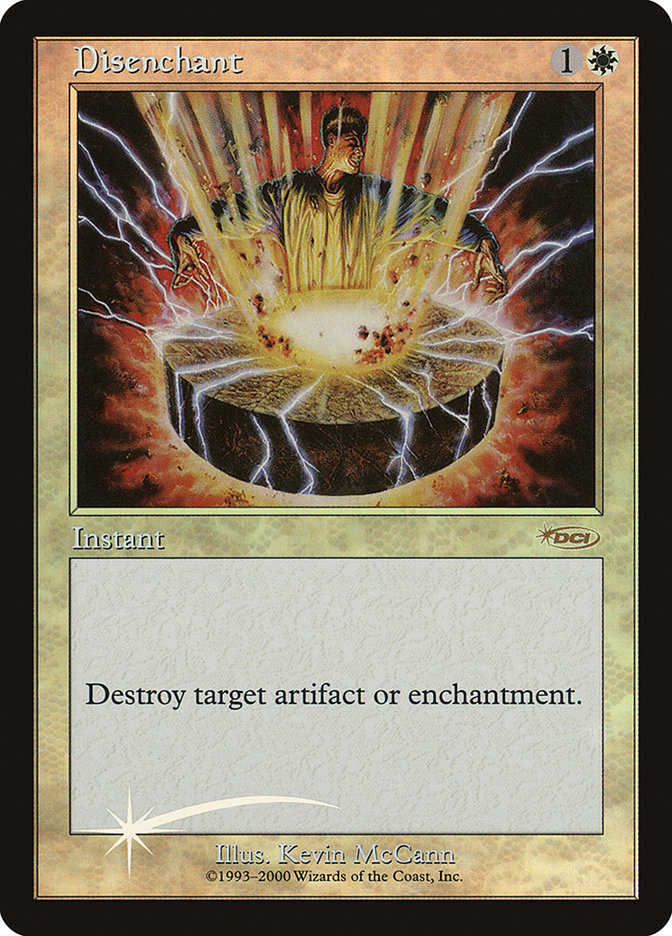 Disenchant 1
Instant DCI
Destroy target artifact or enchantment.
Illus. Kevin McCann
©1993–2000 Wizards of the Coast, Inc.